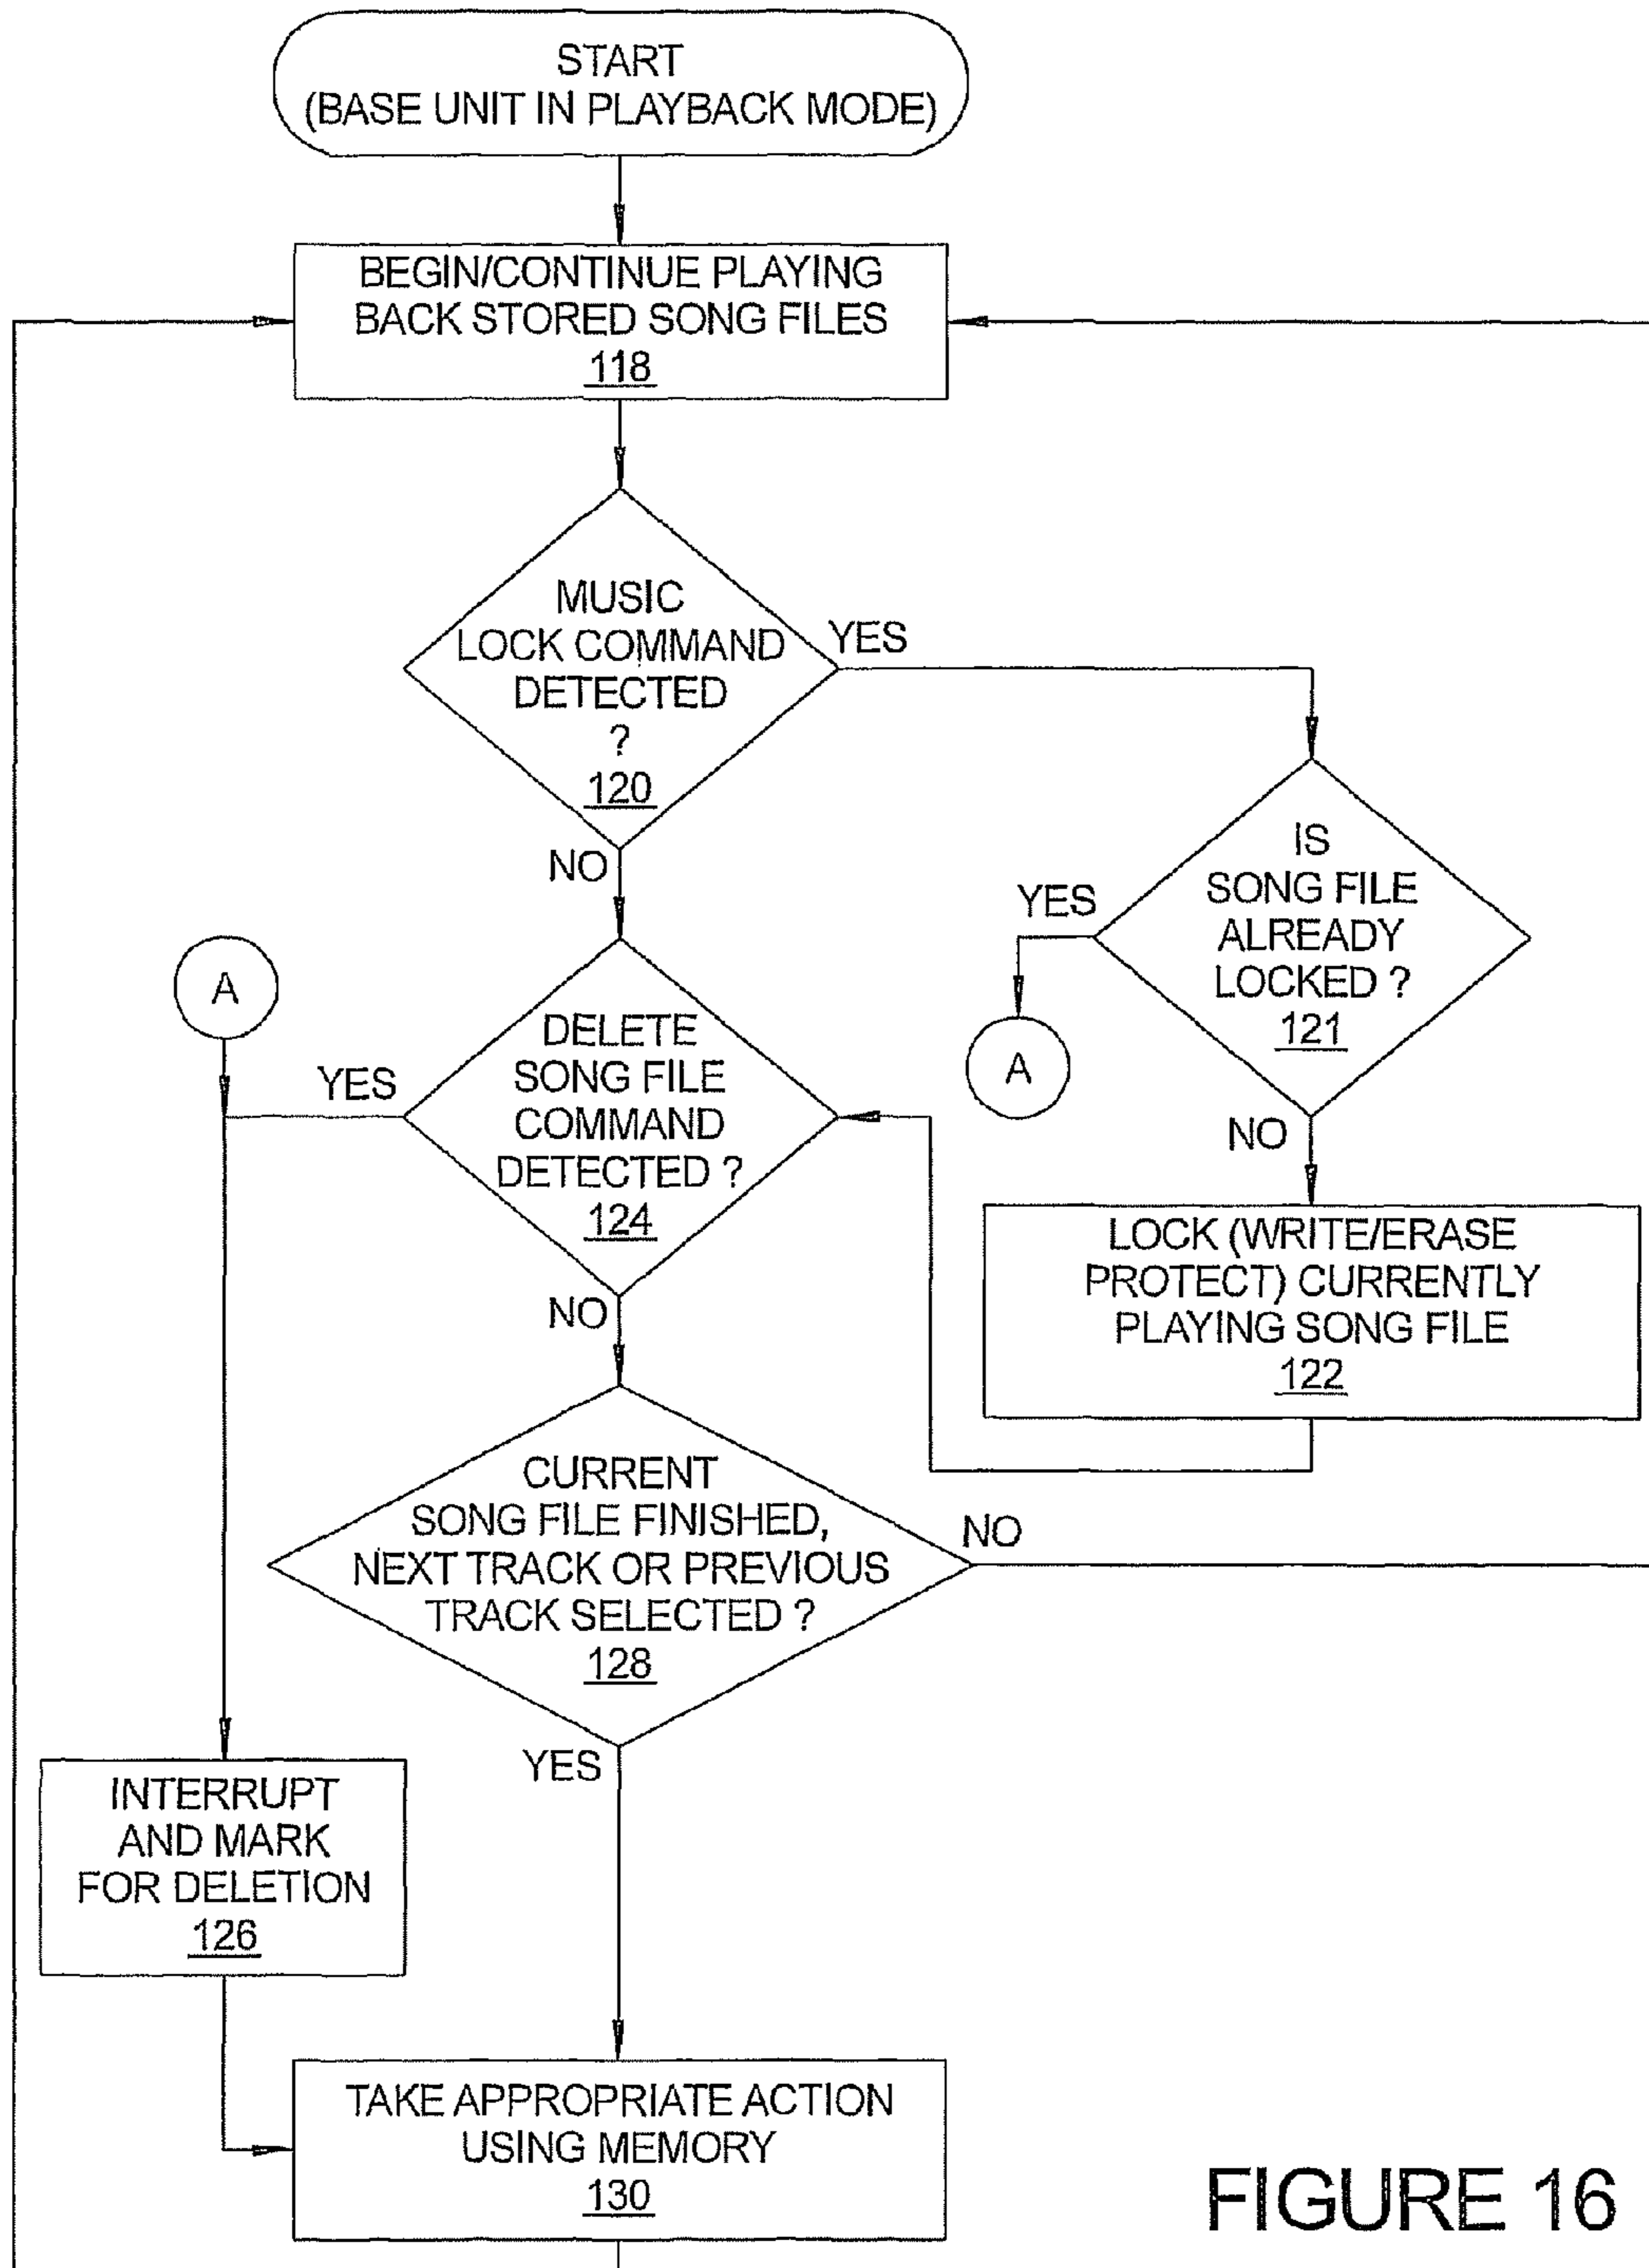 START
(BASE UNIT IN PLAYBACK MODE)
BEGIN/CONTINUE PLAYING
BACK STORED SONG FILES
118
MUSIC
LOCK COMMAND
DETECTED
?
120
YES
NO
IS
SONG FILE
ALREADY
LOCKED ?
121
YES
A
NO
LOCK (WRITE/ERASE
PROTECT) CURRENTLY
PLAYING SONG FILE
122
A
DELETE
SONG FILE
COMMAND
DETECTED ?
124
YES
NO
CURRENT
SONG FILE FINISHED,
NEXT TRACK OR PREVIOUS
TRACK SELECTED ?
128
NO
YES
INTERRUPT
AND MARK
FOR DELETION
126
TAKE APPROPRIATE ACTION
USING MEMORY
130
FIGURE 16